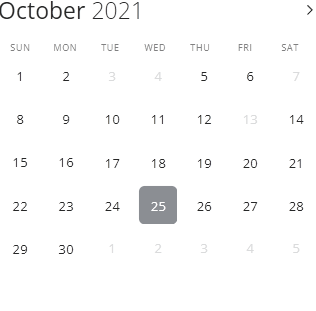 October 2021
SUN MON TUE WED THU FRI SAT
1 2 3 4 5 6 7
8 9 10 11 12 13 14
15 16 17 18 19 20 21
22 23 24 25 26 27 28
29 30 1 2 3 4 5